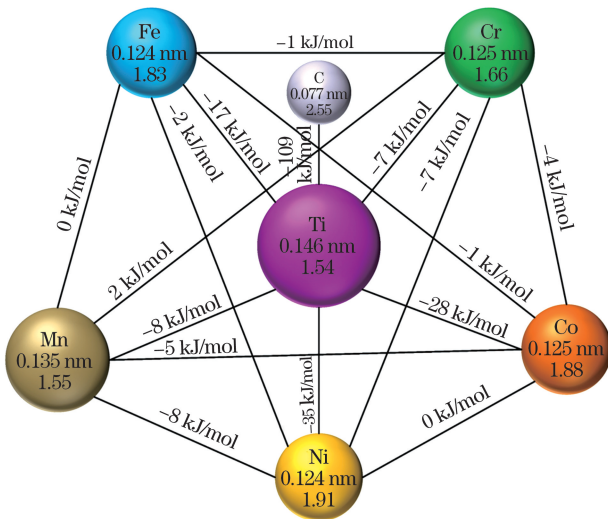 Fe
0.124 nm
1.83
−1 kJ/mol
Cr
0.125 nm
1.66
C
0.077 nm
2.55
−17 kJ/mol
−2 kJ/mol
−109
kJ/mol
−7 kJ/mol
−7 kJ/mol
−4 kJ/mol
0 kJ/mol
Ti
0.146 nm
1.54
2 kJ/mol
−1 kJ/mol
−8 kJ/mol
−28 kJ/mol
−5 kJ/mol
Mn
0.135 nm
1.55
Co
0.125 nm
1.88
−35 kJ/mol
−8 kJ/mol
0 kJ/mol
Ni
0.124 nm
1.91